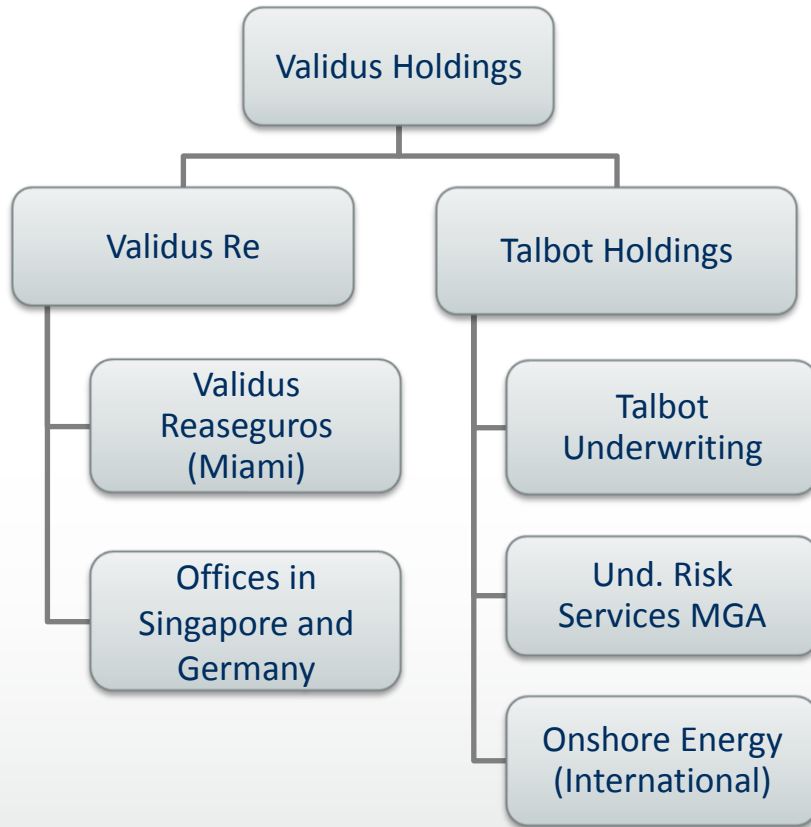 Validus Holdings
Validus Re
Talbot Holdings
Validus
Reaseguros
(Miami)
Offices in
Singapore and
Germany
Talbot
Underwriting
Und. Risk
Services MGA
Onshore Energy
(International)